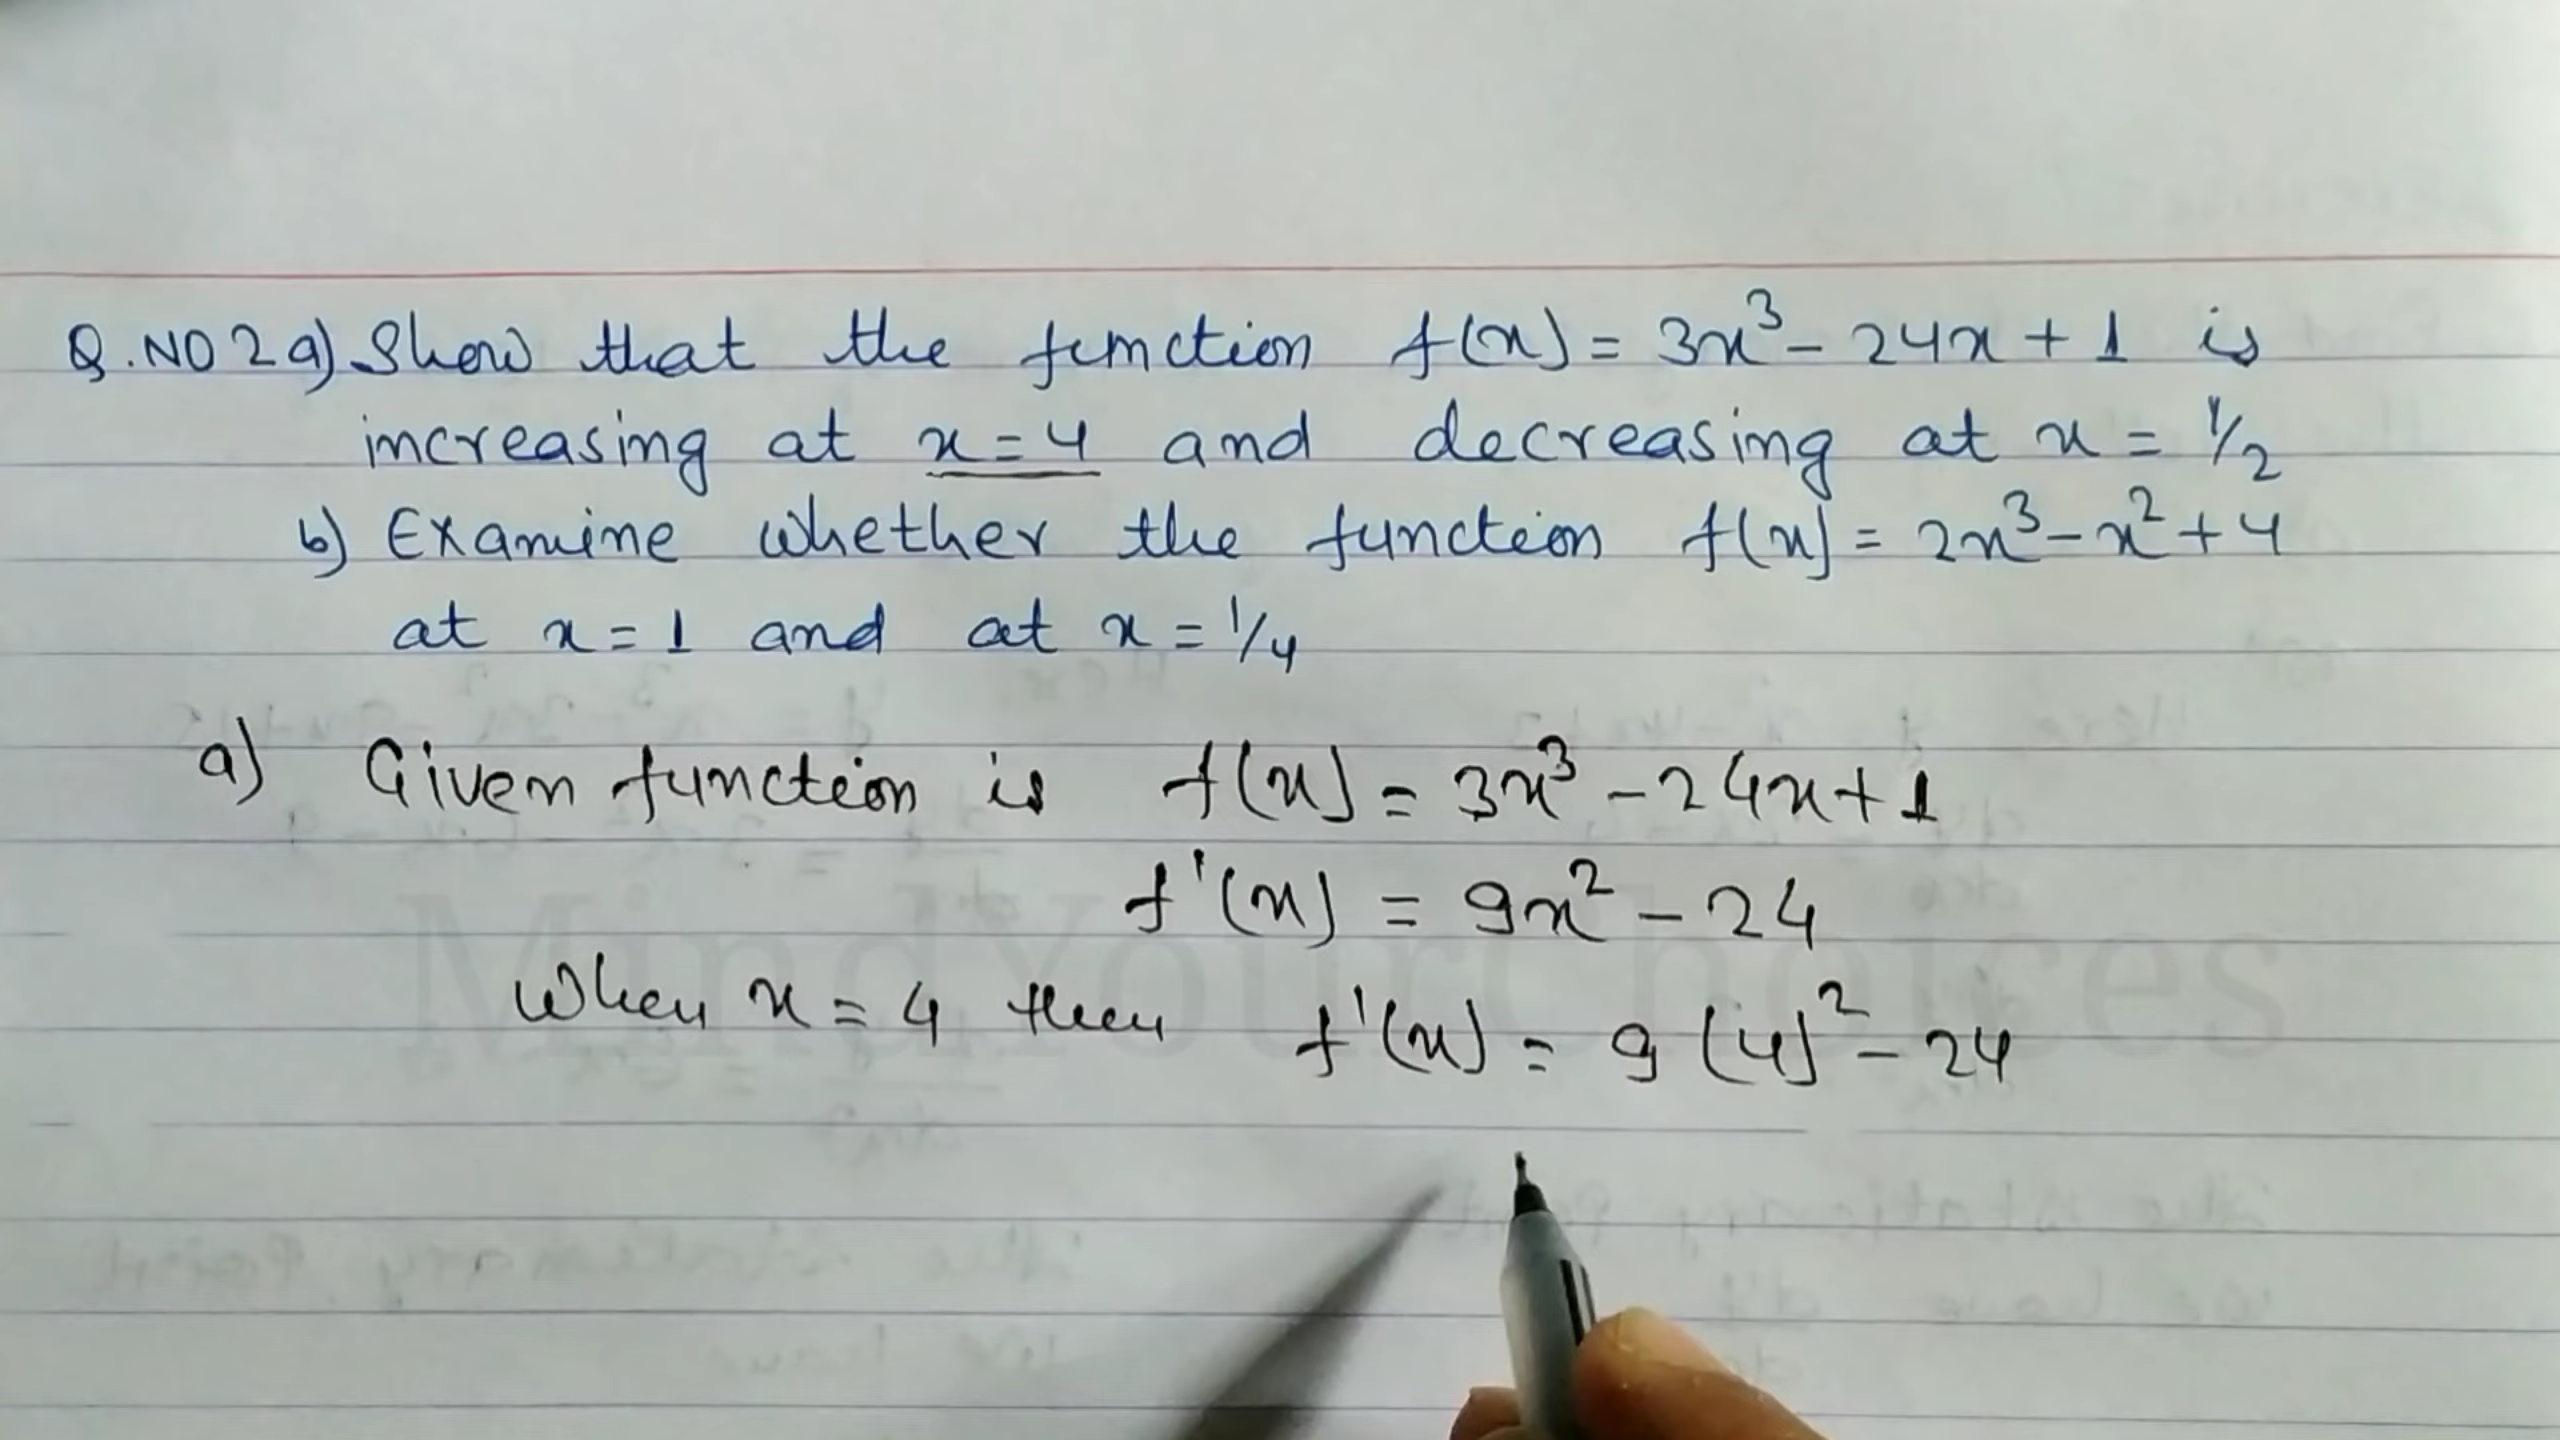 Q.NO 2 a) Show that the function f(x) = 3x³ - 24x + 1 is
increasing at x = 4 and decreasing at x = 1/2
b) Examine whether the function f(x) = 2x³ - x² + 4
at x = 1 and at x = 1/4
a) Given function is f(x) = 3x³ - 24x + 1
f'(x) = 9x² - 24
When x = 4 then f'(x) = 9(4)² - 24
MindYourChoices